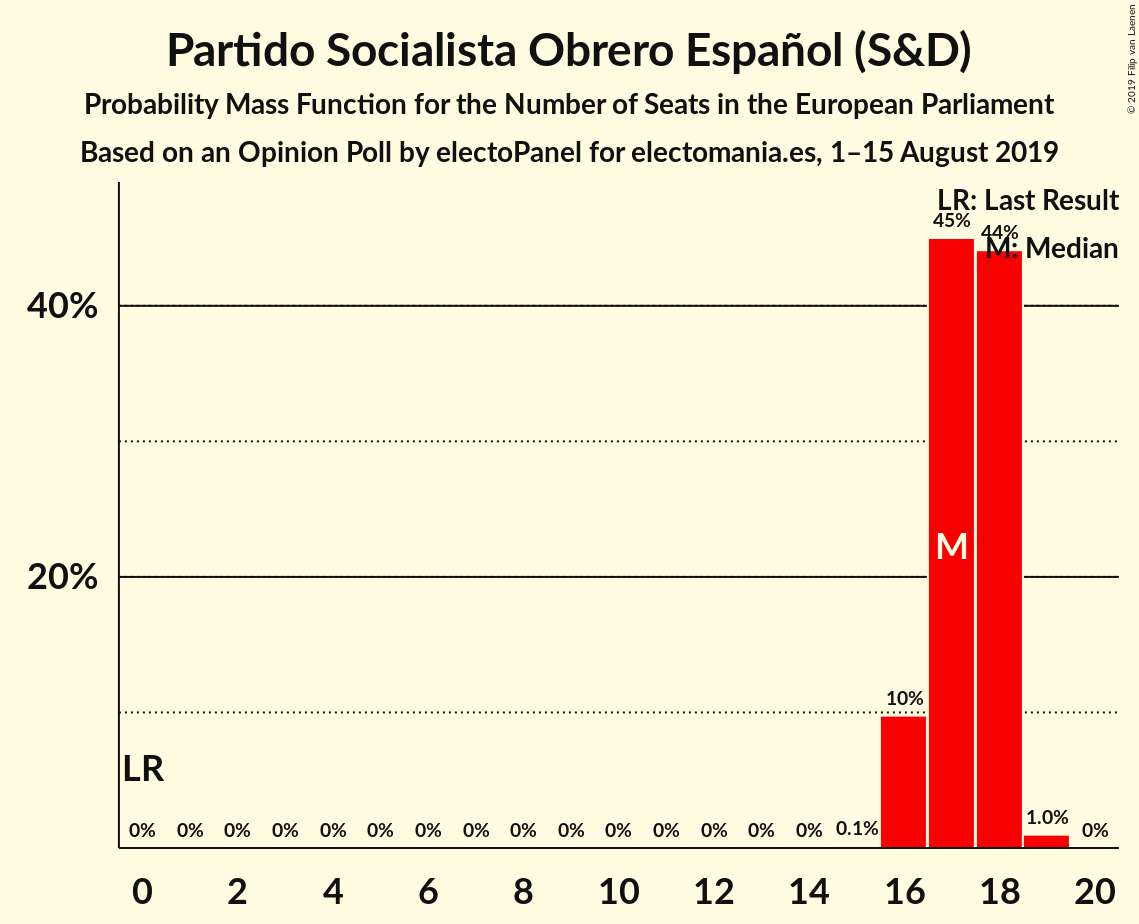 Partido Socialista Obrero Español (S&D)
Probability Mass Function for the Number of Seats in the European Parliament
Based on an Opinion Poll by electoPanel for electomania.es, 1–15 August 2019
© 2019 Filip van Laenen
LR: Last Result
M: Median
45%
44%
40%
M
20%
10%
LR
0% 0% 0% 0% 0% 0% 0% 0% 0% 0% 0% 0% 0% 0% 0% 0.1% 1.0% 0%
0 2 4 6 8 10 12 14 16 18 20